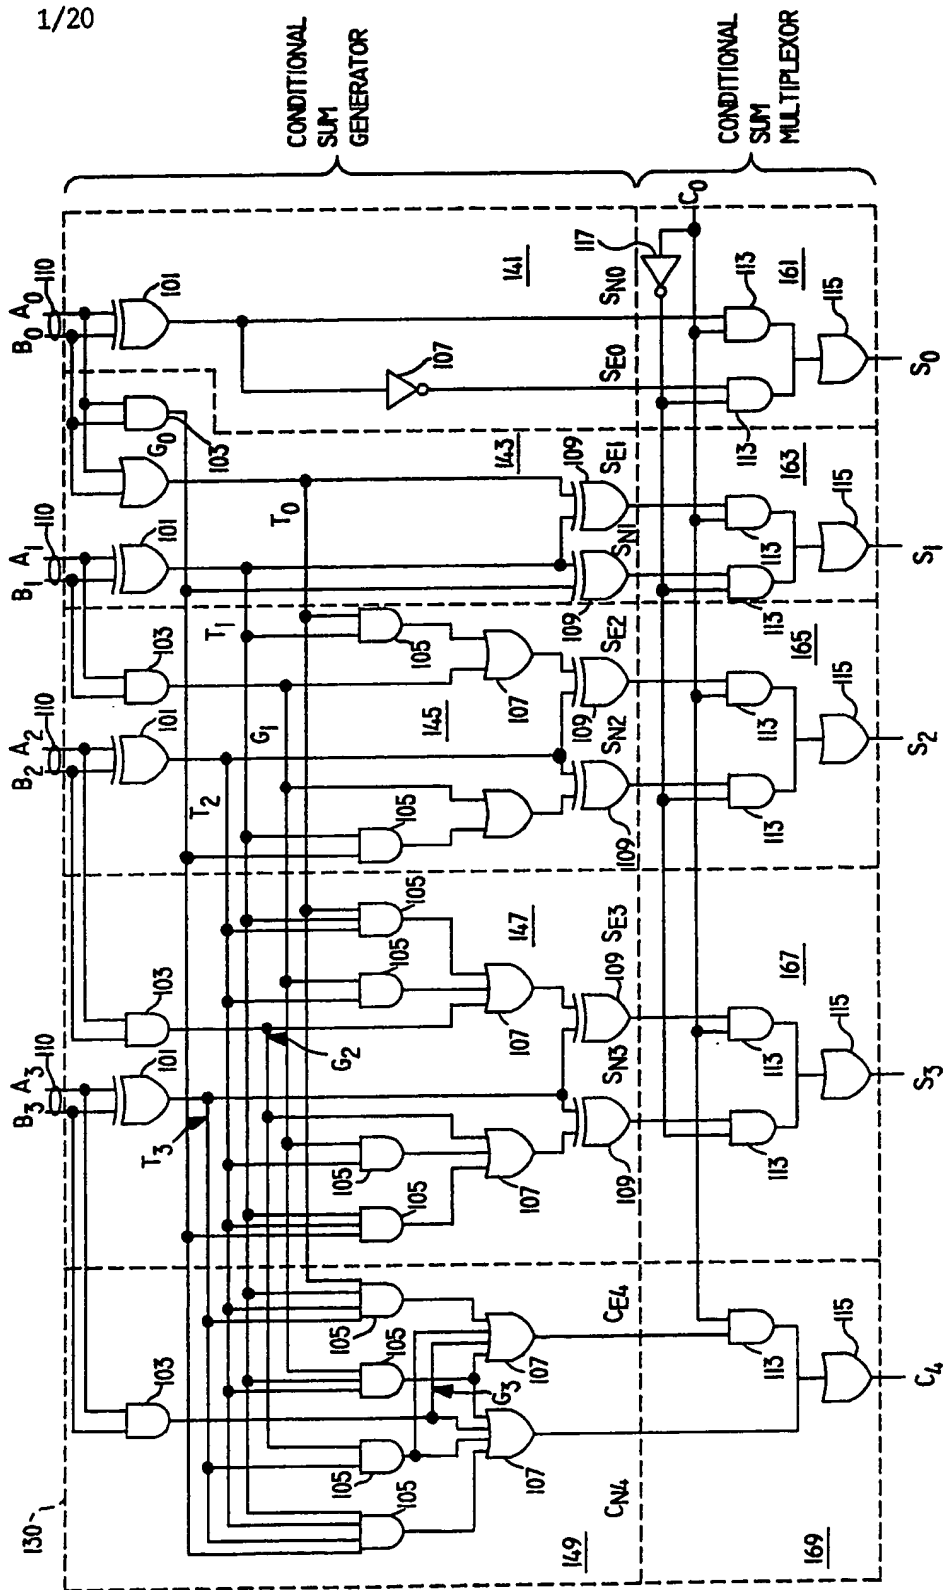 1/20
CONDITIONAL
SUM
GENERATOR
CONDITIONAL
SUM
MULTIPLEXOR
B0 A0 110
101
103
G0
107
141
SN0
SE0
117
C0
113
113
161
115
S0
B1 A1 110
101
T0
143
109
SE1
SN1
109
113
113
163
115
S1
B2 A2 110
103
101
T1
105
G1
145
107
SE2
109
T2
105
SN2
109
113
113
165
115
S2
B3 A3 110
103
101
105
105
147
107
G2
SE3
109
SN3
109
T3
105
105
107
113
113
167
115
S3
130
103
105
105
G3
CE4
107
105
105
107
CN4
149
113
115
169
C4